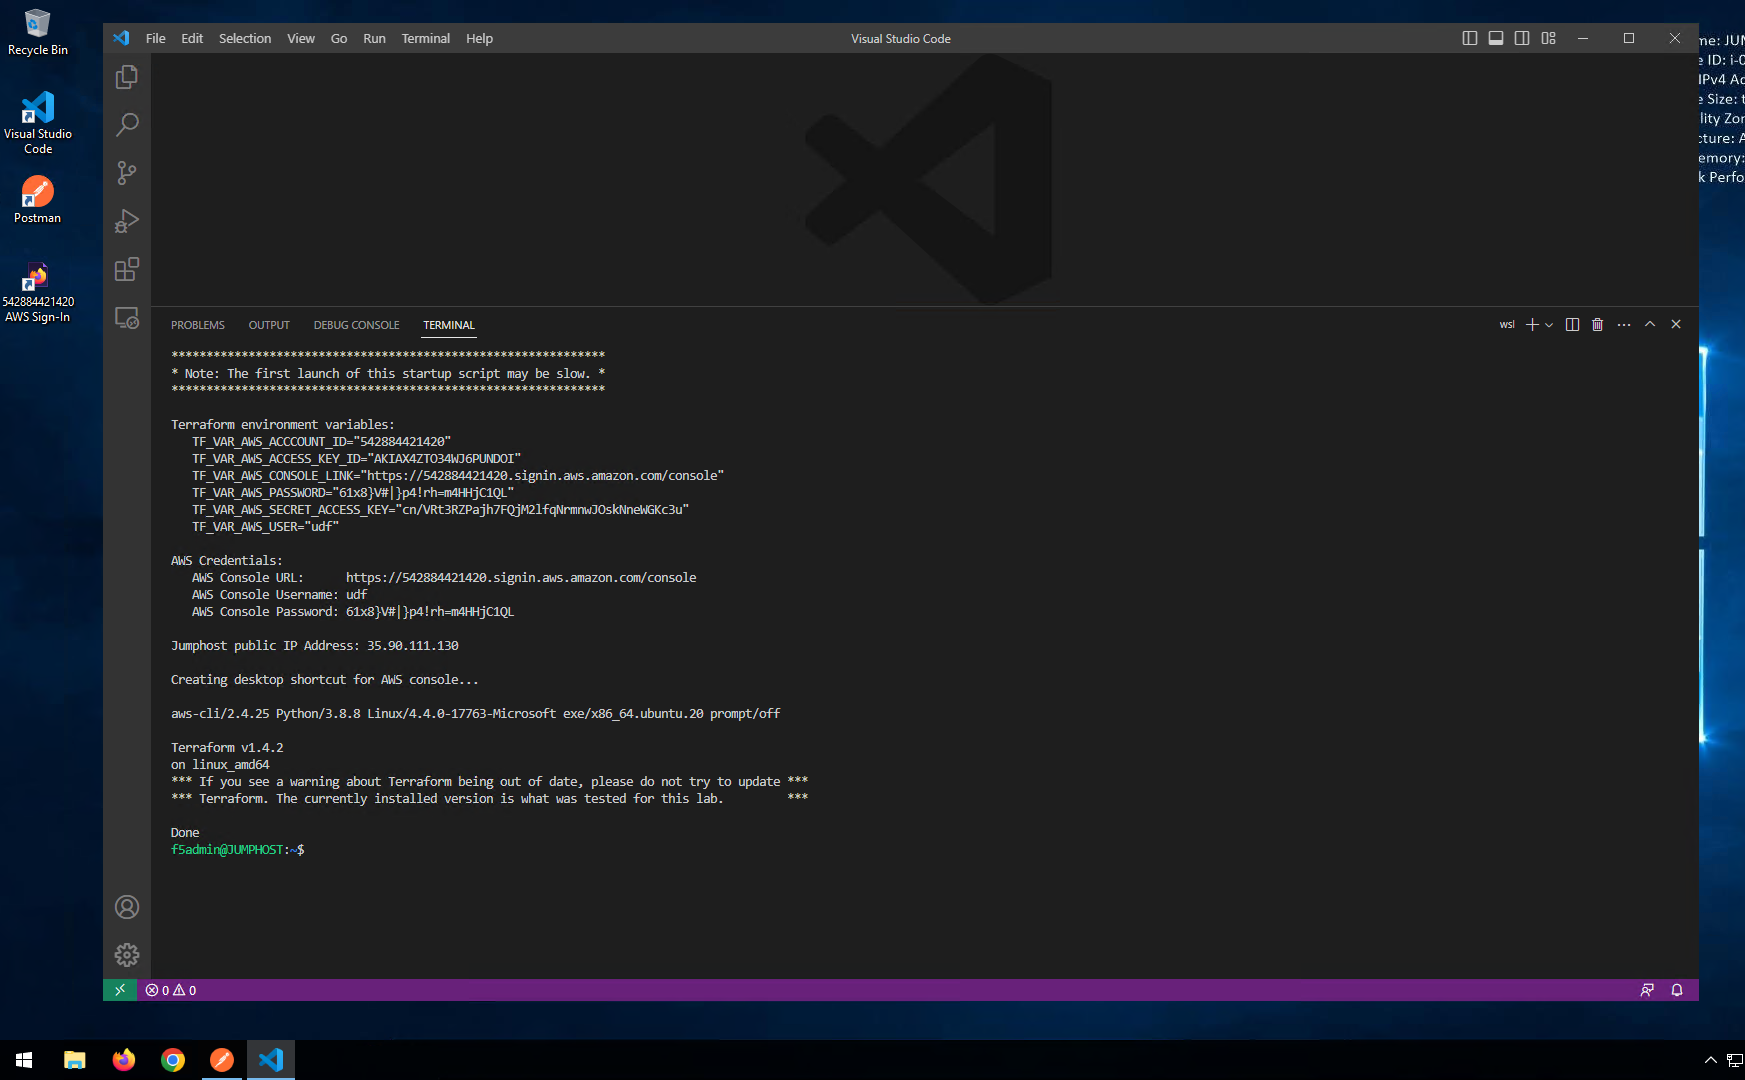 Recycle Bin
Visual Studio
Code
Postman
542884421420
AWS Sign-In
File Edit Selection View Go Run Terminal Help
Visual Studio Code
me: JUM
e ID: i-0
IPv4 Ad
e Size: t
lity Zon
cture: A
emory:
k Perfo
PROBLEMS OUTPUT DEBUG CONSOLE TERMINAL
wsl
**************************************************************
* Note: The first launch of this startup script may be slow. *
**************************************************************
Terraform environment variables:
TF_VAR_AWS_ACCCOUNT_ID="542884421420"
TF_VAR_AWS_ACCESS_KEY_ID="AKIAX4ZTO34WJ6PUNDOI"
TF_VAR_AWS_CONSOLE_LINK="https://542884421420.signin.aws.amazon.com/console"
TF_VAR_AWS_PASSWORD="61x8}V#|}p4!rh=m4HHjC1QL"
TF_VAR_AWS_SECRET_ACCESS_KEY="cn/VRt3RZPajh7FQjM2lfqNrmnwJOskNneWGKc3u"
TF_VAR_AWS_USER="udf"
AWS Credentials:
AWS Console URL: https://542884421420.signin.aws.amazon.com/console
AWS Console Username: udf
AWS Console Password: 61x8}V#|}p4!rh=m4HHjC1QL
Jumphost public IP Address: 35.90.111.130
Creating desktop shortcut for AWS console...
aws-cli/2.4.25 Python/3.8.8 Linux/4.4.0-17763-Microsoft exe/x86_64.ubuntu.20 prompt/off
Terraform v1.4.2
on linux_amd64
*** If you see a warning about Terraform being out of date, please do not try to update ***
*** Terraform. The currently installed version is what was tested for this lab. ***
Done
f5admin@JUMPHOST:~$
0 0